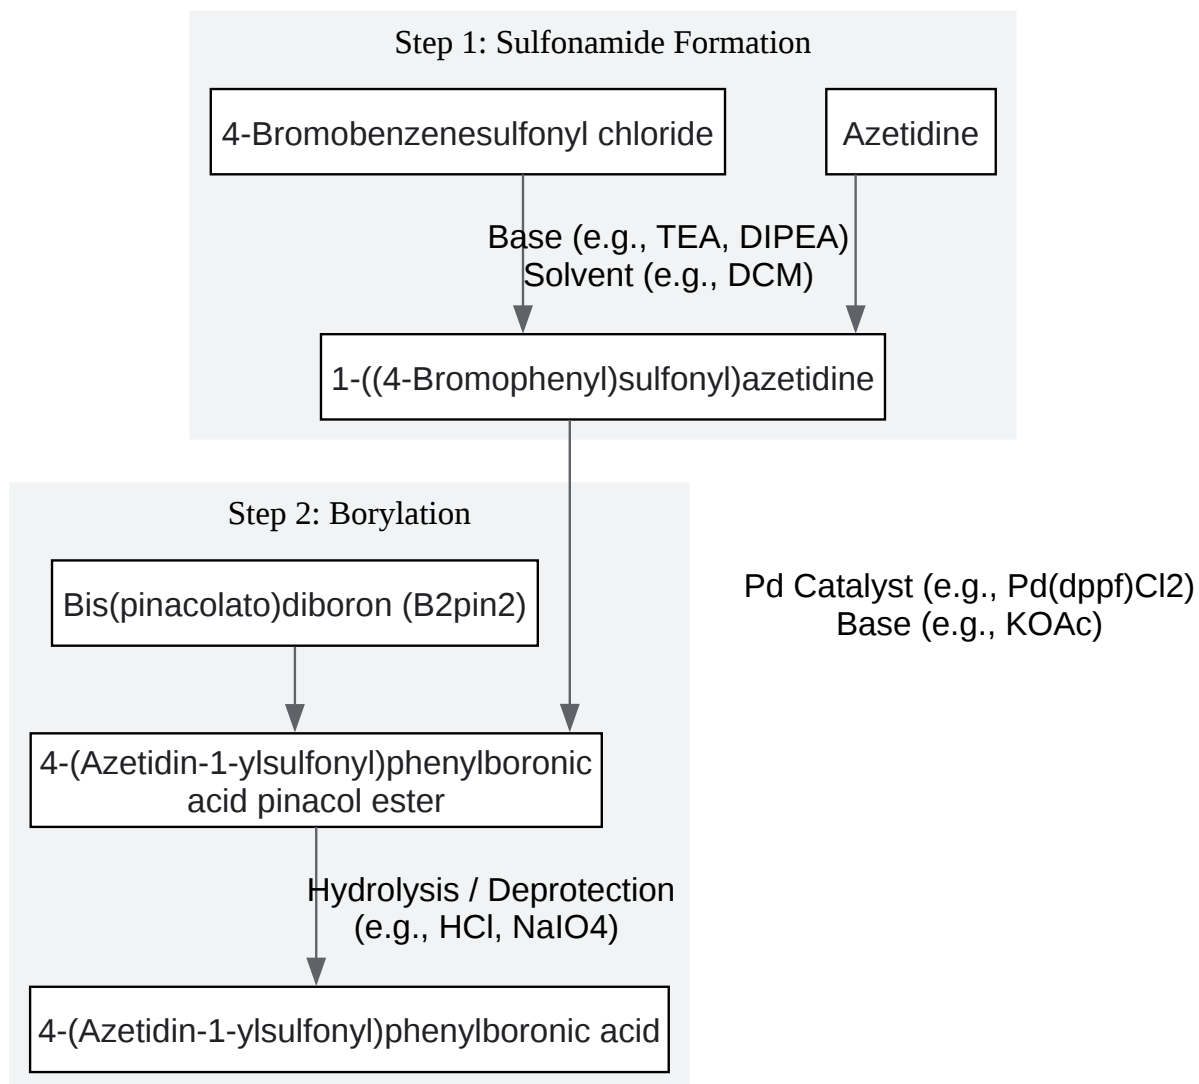 Step 1: Sulfonamide Formation
4-Bromobenzenesulfonyl chloride
Azetidine
Base (e.g., TEA, DIPEA)
Solvent (e.g., DCM)
1-((4-Bromophenyl)sulfonyl)azetidine
Step 2: Borylation
Bis(pinacolato)diboron (B2pin2)
Pd Catalyst (e.g., Pd(dppf)Cl2)
Base (e.g., KOAc)
4-(Azetidin-1-ylsulfonyl)phenylboronic
acid pinacol ester
Hydrolysis / Deprotection
(e.g., HCl, NaIO4)
4-(Azetidin-1-ylsulfonyl)phenylboronic acid